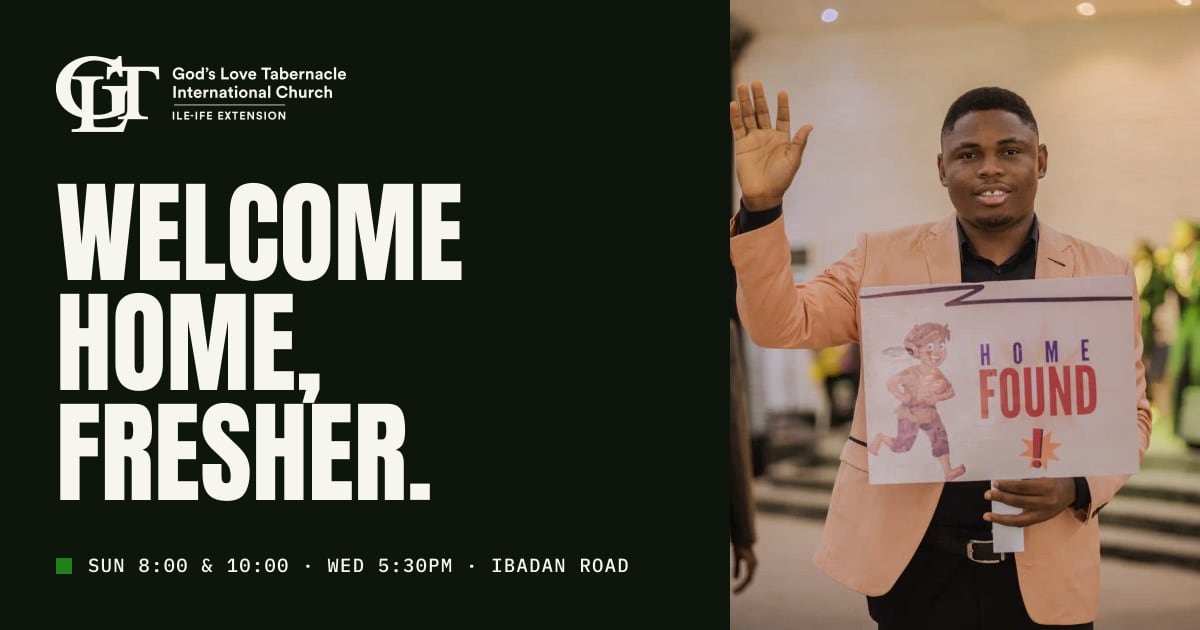 GLT
God's Love Tabernacle
International Church
ILE-IFE EXTENSION
WELCOME
HOME,
FRESHER.
SUN 8:00 & 10:00 · WED 5:30PM · IBADAN ROAD
HOME
FOUND
!